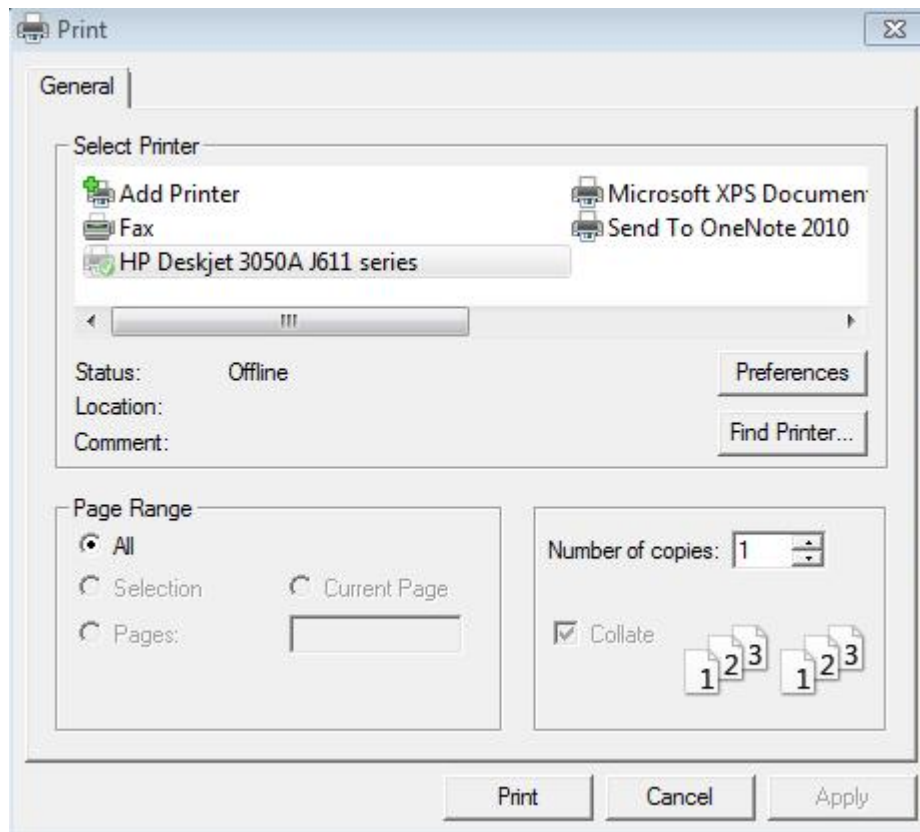 Print
General
Select Printer
Add Printer
Microsoft XPS Documen
Fax
Send To OneNote 2010
HP Deskjet 3050A J611 series
Status: Offline
Preferences
Location:
Comment:
Find Printer...
Page Range
All
Number of copies: 1
Selection
Current Page
Pages:
Collate
1 2 3 1 2 3
Print
Cancel
Apply